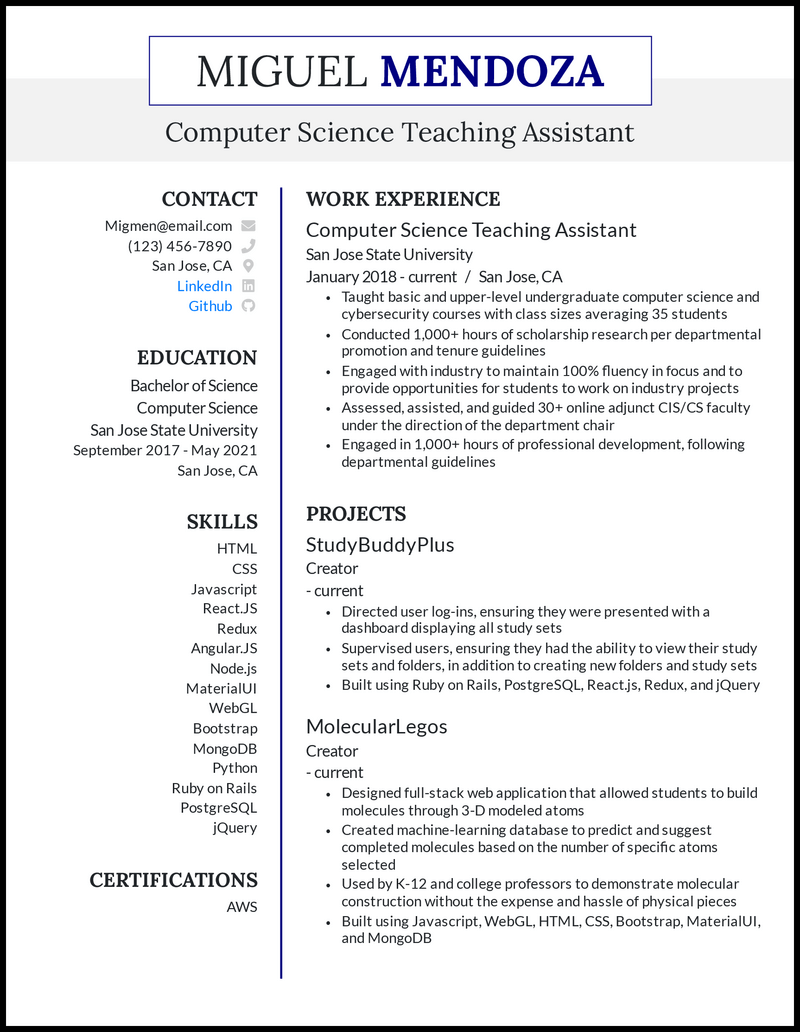 MIGUEL MENDOZA
Computer Science Teaching Assistant
CONTACT
Migmen@email.com
(123) 456-7890
San Jose, CA
LinkedIn
Github
EDUCATION
Bachelor of Science
Computer Science
San Jose State University
September 2017 - May 2021
San Jose, CA
SKILLS
HTML
CSS
Javascript
React.JS
Redux
Angular.JS
Node.js
MaterialUI
WebGL
Bootstrap
MongoDB
Python
Ruby on Rails
PostgreSQL
jQuery
CERTIFICATIONS
AWS
WORK EXPERIENCE
Computer Science Teaching Assistant
San Jose State University
January 2018 - current / San Jose, CA
• Taught basic and upper-level undergraduate computer science and
cybersecurity courses with class sizes averaging 35 students
• Conducted 1,000+ hours of scholarship research per departmental
promotion and tenure guidelines
• Engaged with industry to maintain 100% fluency in focus and to
provide opportunities for students to work on industry projects
• Assessed, assisted, and guided 30+ online adjunct CIS/CS faculty
under the direction of the department chair
• Engaged in 1,000+ hours of professional development, following
departmental guidelines
PROJECTS
StudyBuddyPlus
Creator
- current
• Directed user log-ins, ensuring they were presented with a
dashboard displaying all study sets
• Supervised users, ensuring they had the ability to view their study
sets and folders, in addition to creating new folders and study sets
• Built using Ruby on Rails, PostgreSQL, React.js, Redux, and jQuery
MolecularLegos
Creator
- current
• Designed full-stack web application that allowed students to build
molecules through 3-D modeled atoms
• Created machine-learning database to predict and suggest
completed molecules based on the number of specific atoms
selected
• Used by K-12 and college professors to demonstrate molecular
construction without the expense and hassle of physical pieces
• Built using Javascript, WebGL, HTML, CSS, Bootstrap, MaterialUI,
and MongoDB